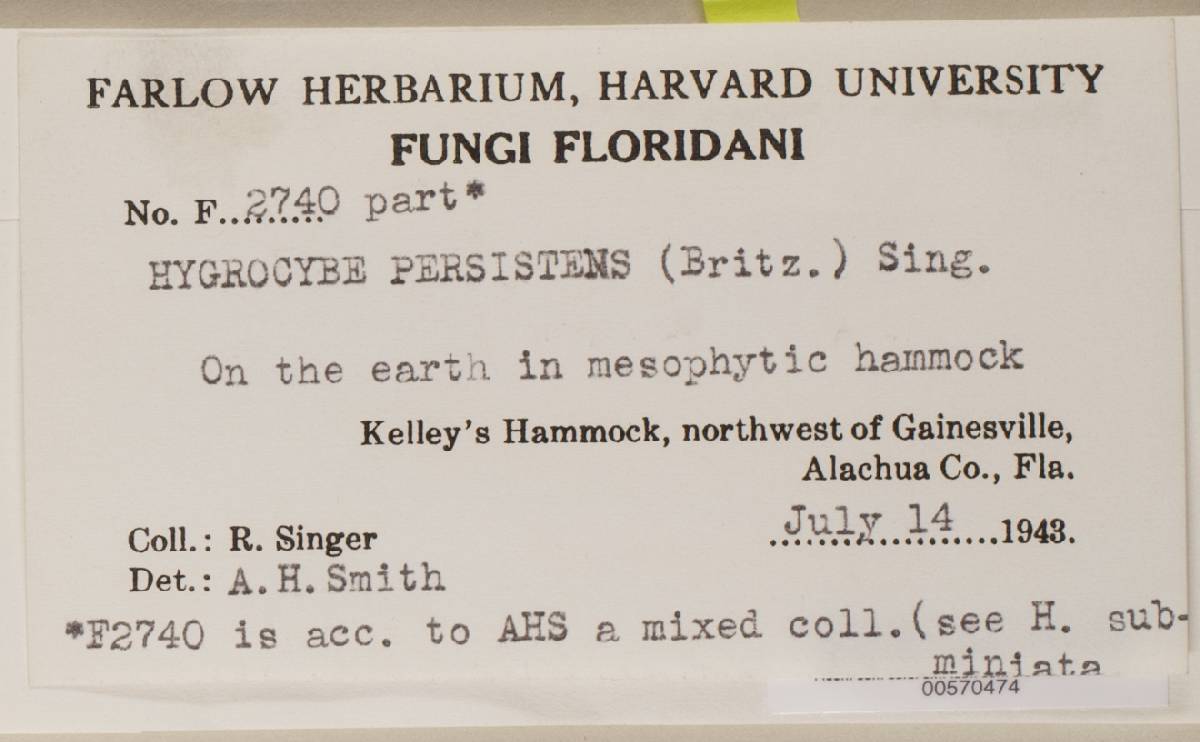 FARLOW HERBARIUM, HARVARD UNIVERSITY
FUNGI FLORIDANI
No. F..2740 part*
HYGROCYBE PERSISTENS (Britz.) Sing.
On the earth in mesophytic hammock
Kelley's Hammock, northwest of Gainesville,
Alachua Co., Fla.
July 14 1943.
Coll.: R. Singer
Det.: A.H.Smith
*F2740 is acc. to AHS a mixed coll.(see H. sub-
miniata
00570474